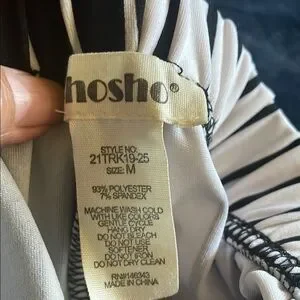 hosho®
STYLE NO:
21TRK19-25
SIZE: M
93% POLYESTER
7% SPANDEX
MACHINE WASH COLD
WITH LIKE COLORS
GENTLE CYCLE
HANG DRY
DO NOT BLEACH
DO NOT USE
SOFTENER
DO NOT IRON
DO NOT DRY CLEAN
RN#146343
MADE IN CHINA